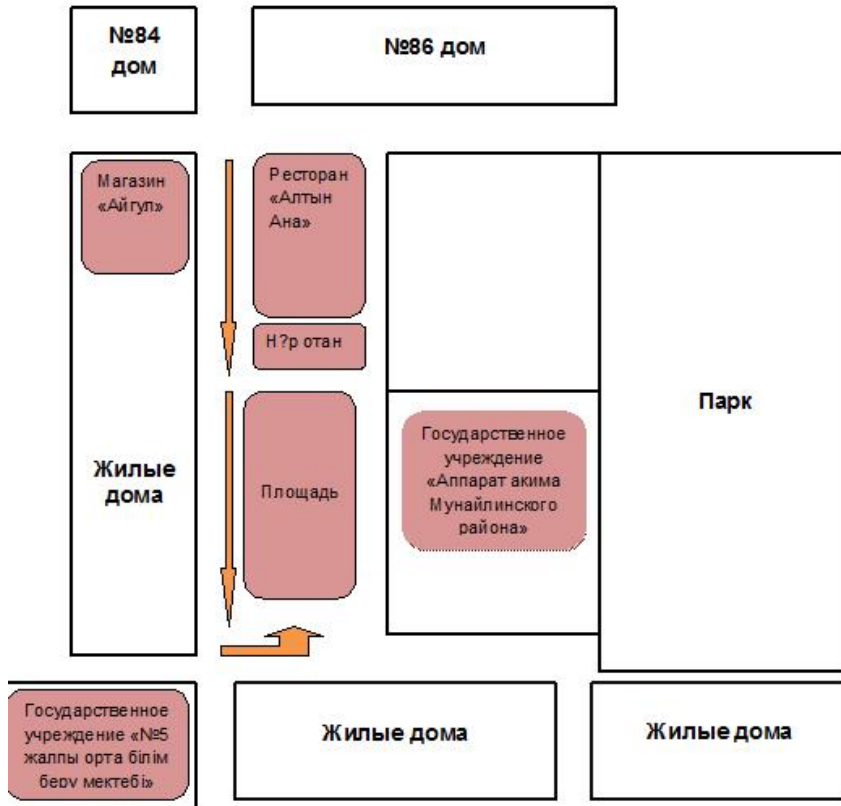 №84
дом
№86 дом
Магазин
«Айгул»
Ресторан
«Алтын
Ана»
Н?р отан
Жилые
дома
Площадь
Государственное
учреждение
«Аппарат акима
Мунайлинского
района»
Парк
Государственное
учреждение «№5
жалпы орта білім
беру мектебі»
Жилые дома
Жилые дома